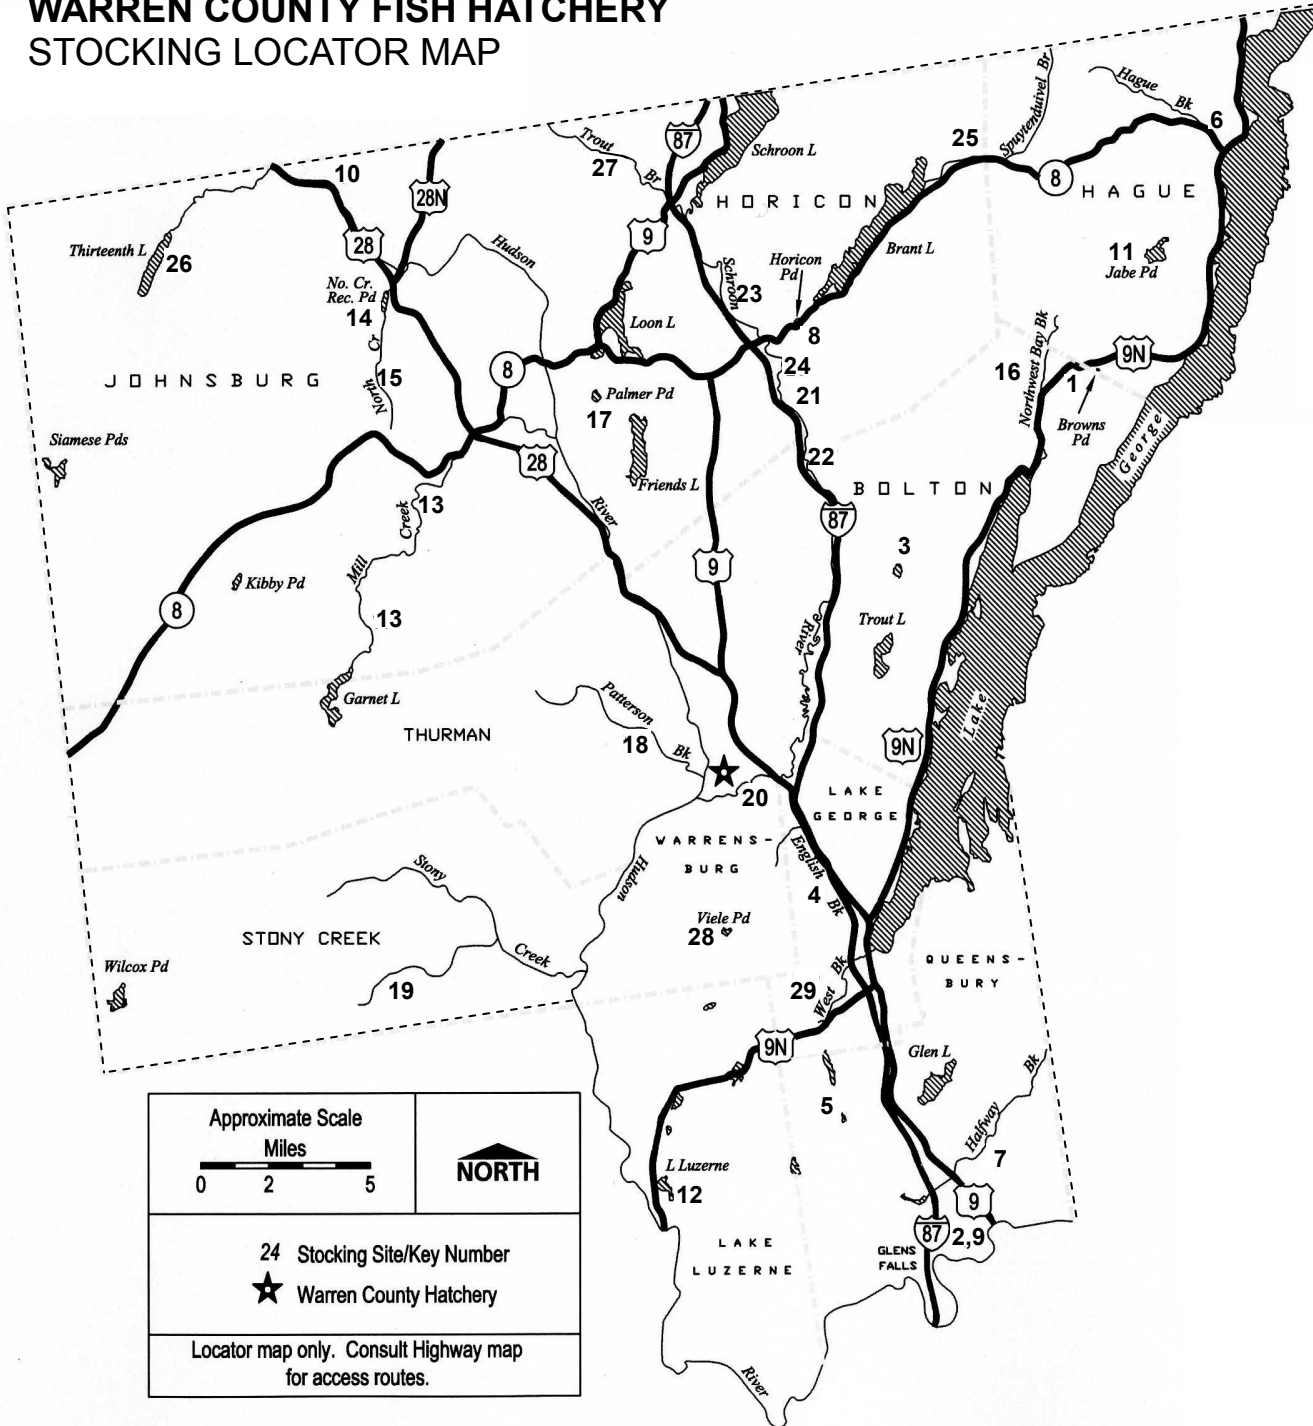 WARREN COUNTY FISH HATCHERY
STOCKING LOCATOR MAP
Hague
Bk
6
Spuytenduivel Br
25
8
HAGUE
Trout
27
Br
87
Schroon L
HORICON
10
28N
28
9
Thirteenth L
26
Hudson
No. Cr.
Rec. Pd
14
Schroon
23
Horicon
Pd
Brant L
11
Jabe Pd
8
Loon L
24
21
Cr
15
North
JOHNSBURG
8
Palmer Pd
17
Northwest Bay Bk
16
1
9N
Browns
Pd
George
Siamese Pds
28
Friends L
22
BOLTON
13
Creek
River
87
9
3
Mill
Kibby Pd
8
13
River
Trout L
Garnet L
Patterson
18
Bk
THURMAN
9N
Lake
20
LAKE
GEORGE
WARRENS-
BURG
English
4
Bk
Hudson
Stony
STONY CREEK
Creek
19
Wilcox Pd
Viele Pd
28
Bk
29
West
QUEENS-
BURY
9N
Glen L
5
Bk
Halfway
7
L Luzerne
12
9
87
2,9
GLENS
FALLS
LAKE
LUZERNE
River
Approximate Scale
Miles
0 2 5
NORTH
24 Stocking Site/Key Number
Warren County Hatchery
Locator map only. Consult Highway map
for access routes.